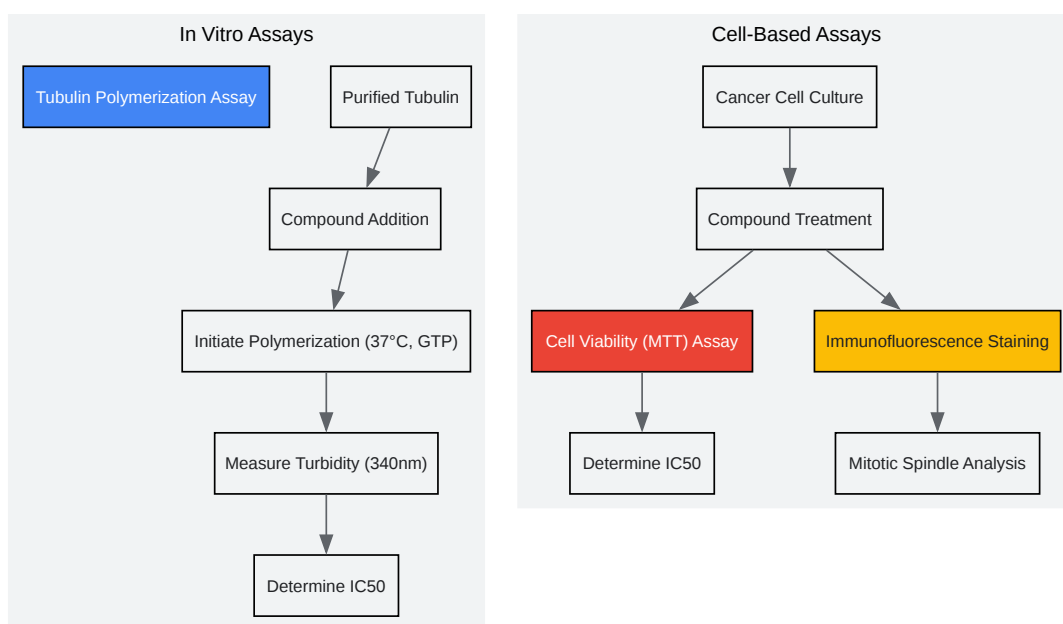 In Vitro Assays
Tubulin Polymerization Assay
Purified Tubulin
Compound Addition
Initiate Polymerization (37°C, GTP)
Measure Turbidity (340nm)
Determine IC50
Cell-Based Assays
Cancer Cell Culture
Compound Treatment
Cell Viability (MTT) Assay
Immunofluorescence Staining
Determine IC50
Mitotic Spindle Analysis